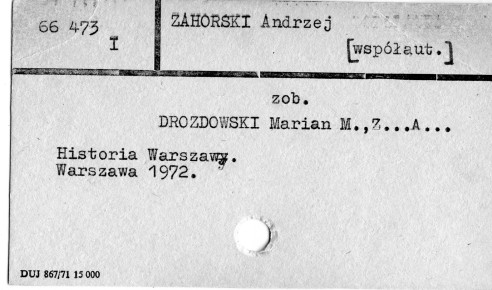 66 473
I
ZAHORSKI Andrzej
[współaut.]
zob.
DROZDOWSKI Marian M.,Z...A...
Historia Warszawy.
Warszawa 1972.
DUJ 867/71 15 000